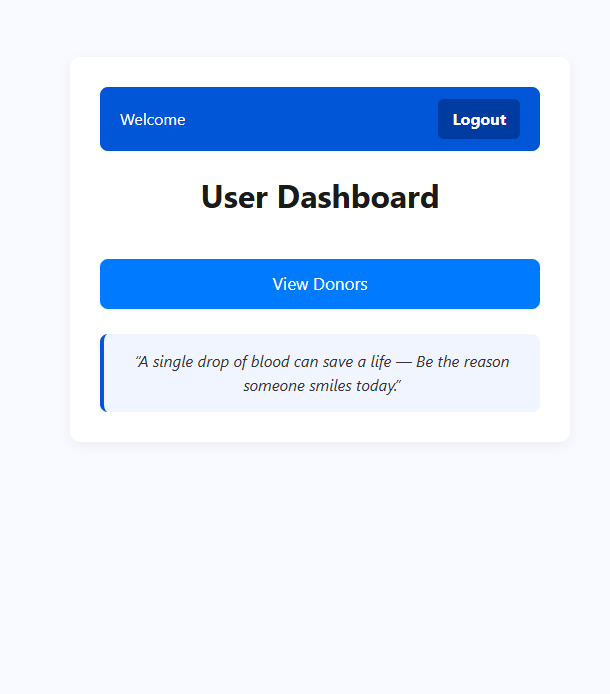 Welcome
Logout
User Dashboard
View Donors
“A single drop of blood can save a life — Be the reason
someone smiles today.”